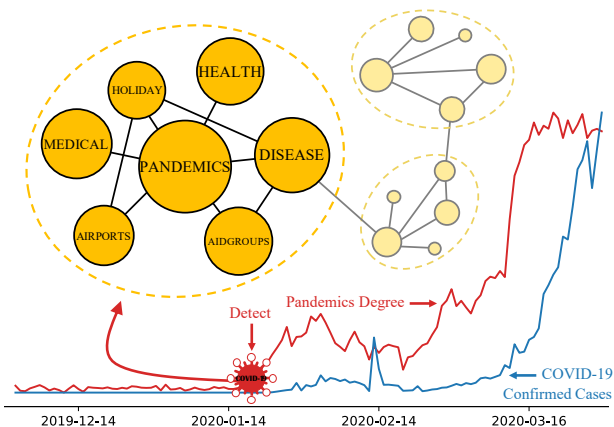 HEALTH
HOLIDAY
MEDICAL
PANDEMICS
DISEASE
AIRPORTS
AIDGROUPS
Detect
Pandemics Degree
COVID-19
COVID-19
Confirmed Cases
2019-12-14
2020-01-14
2020-02-14
2020-03-16